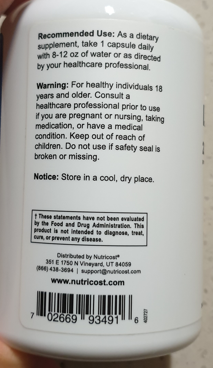 Recommended Use: As a dietary
supplement, take 1 capsule daily
with 8-12 oz of water or as directed
by your healthcare professional.
Warning: For healthy individuals 18
years and older. Consult a
healthcare professional prior to use
if you are pregnant or nursing, taking
medication, or have a medical
condition. Keep out of reach of
children. Do not use if safety seal is
broken or missing.
Notice: Store in a cool, dry place.
† These statements have not been evaluated
by the Food and Drug Administration. This
product is not intended to diagnose, treat,
cure, or prevent any disease.
Distributed by Nutricost®
351 E 1750 N Vineyard, UT 84059
(866) 438-3694 | support@nutricost.com
www.nutricost.com
7 02669 93491 6